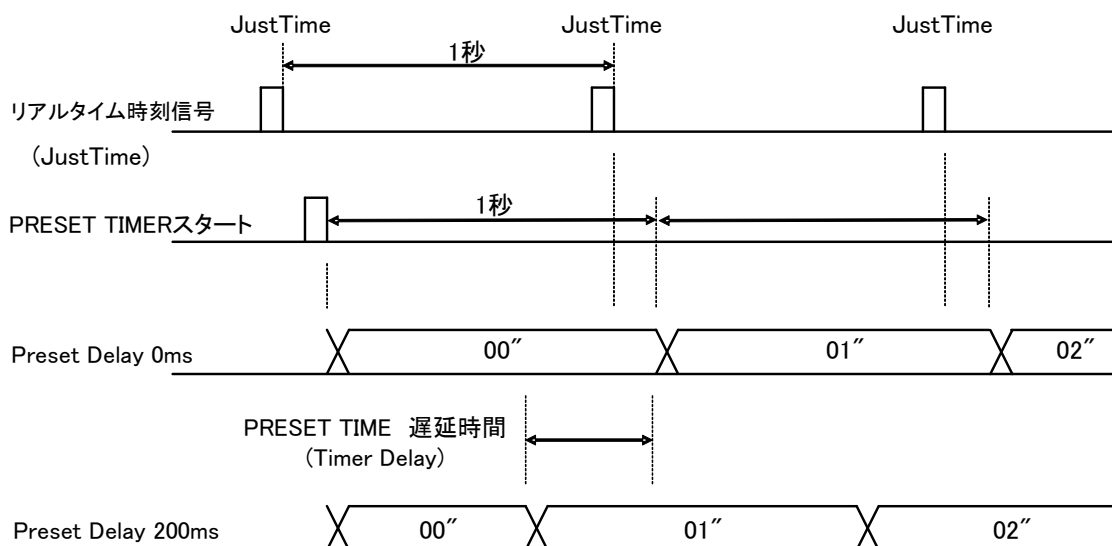 JustTime JustTime JustTime
1秒
リアルタイム時刻信号
（JustTime）
1秒
PRESET TIMERスタート
Preset Delay 0ms 00″ 01″ 02″
PRESET TIME 遅延時間
(Timer Delay)
Preset Delay 200ms 00″ 01″ 02″